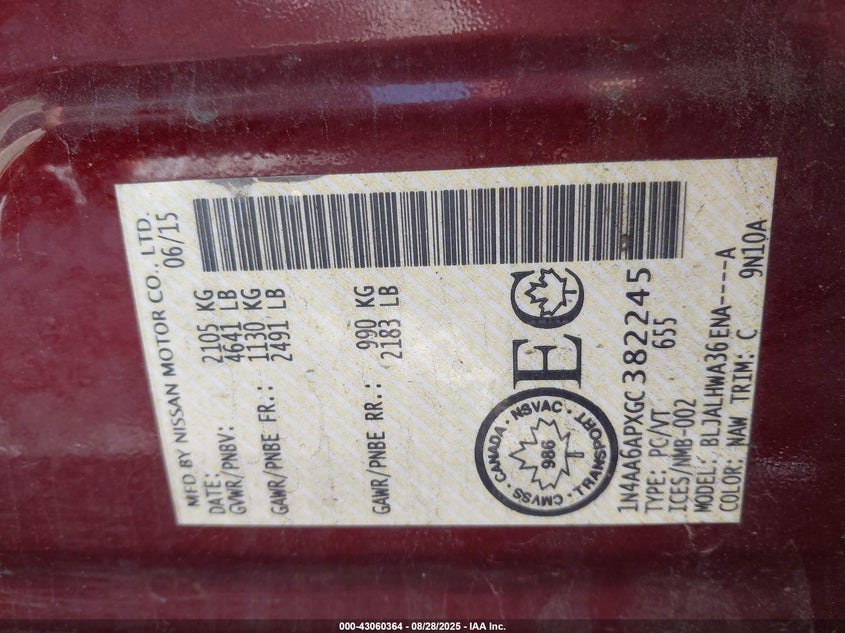 MFD BY NISSAN MOTOR CO., LTD.
DATE: 06/15
GVWR/PNBV: 2105 KG
4641 LB
GAWR/PNBE FR.: 1130 KG
2491 LB
GAWR/PNBE RR.: 990 KG
2183 LB
CANADA · NSVAC · TRANSPORT · CMVSS ·
986
EC
1N4AA6APXGC382245
TYPE: PC/VT 655
ICES/NMB-002
MODEL: BLJALHWA36ENA----A
COLOR: NAW TRIM: C 9N10A
000-43060364 | 08/28/2025 - IAA Inc.